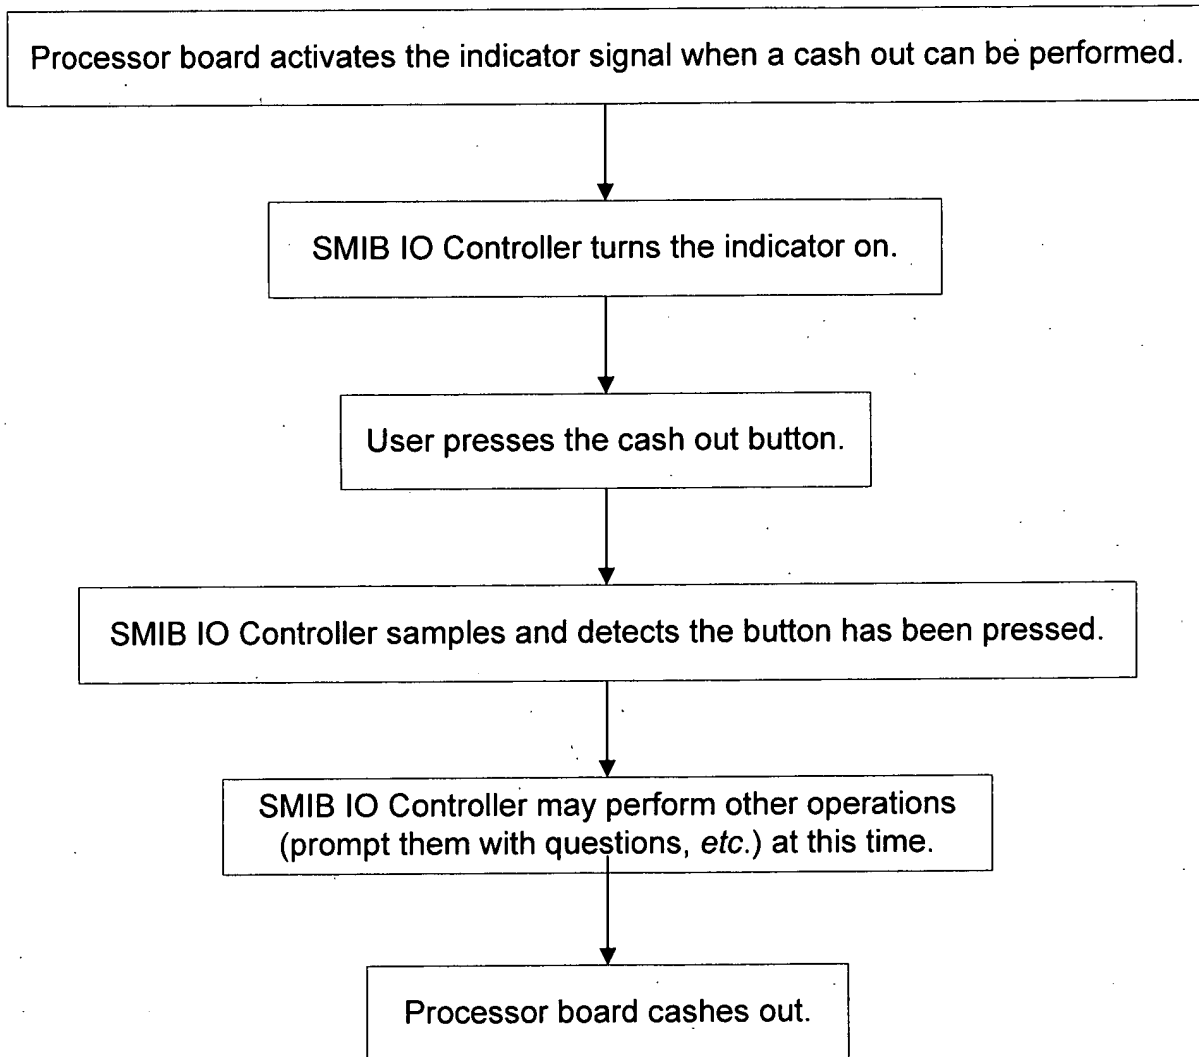 Processor board activates the indicator signal when a cash out can be performed.
SMIB IO Controller turns the indicator on.
User presses the cash out button.
SMIB IO Controller samples and detects the button has been pressed.
SMIB IO Controller may perform other operations
(prompt them with questions, etc.) at this time.
Processor board cashes out.